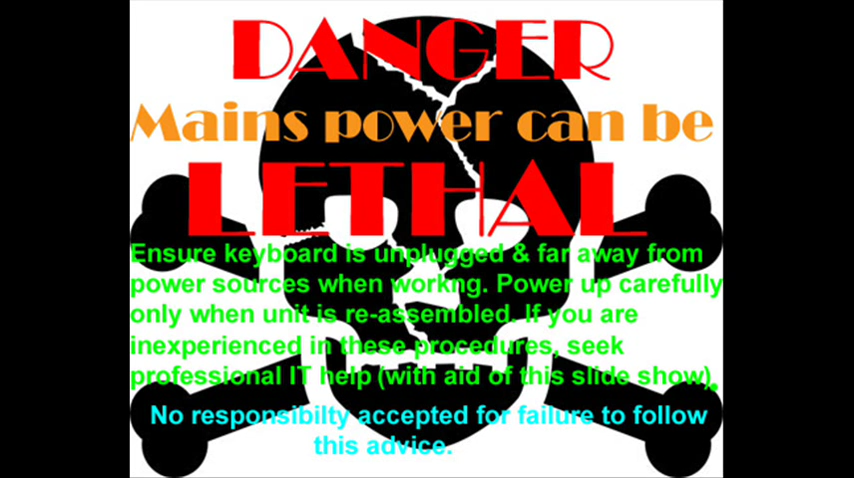 DANGER
Mains power can be
LETHAL
Ensure keyboard is unplugged & far away from
power sources when workng. Power up carefully
only when unit is re-assembled. If you are
inexperienced in these procedures, seek
professional IT help (with aid of this slide show).
No responsibilty accepted for failure to follow
this advice.